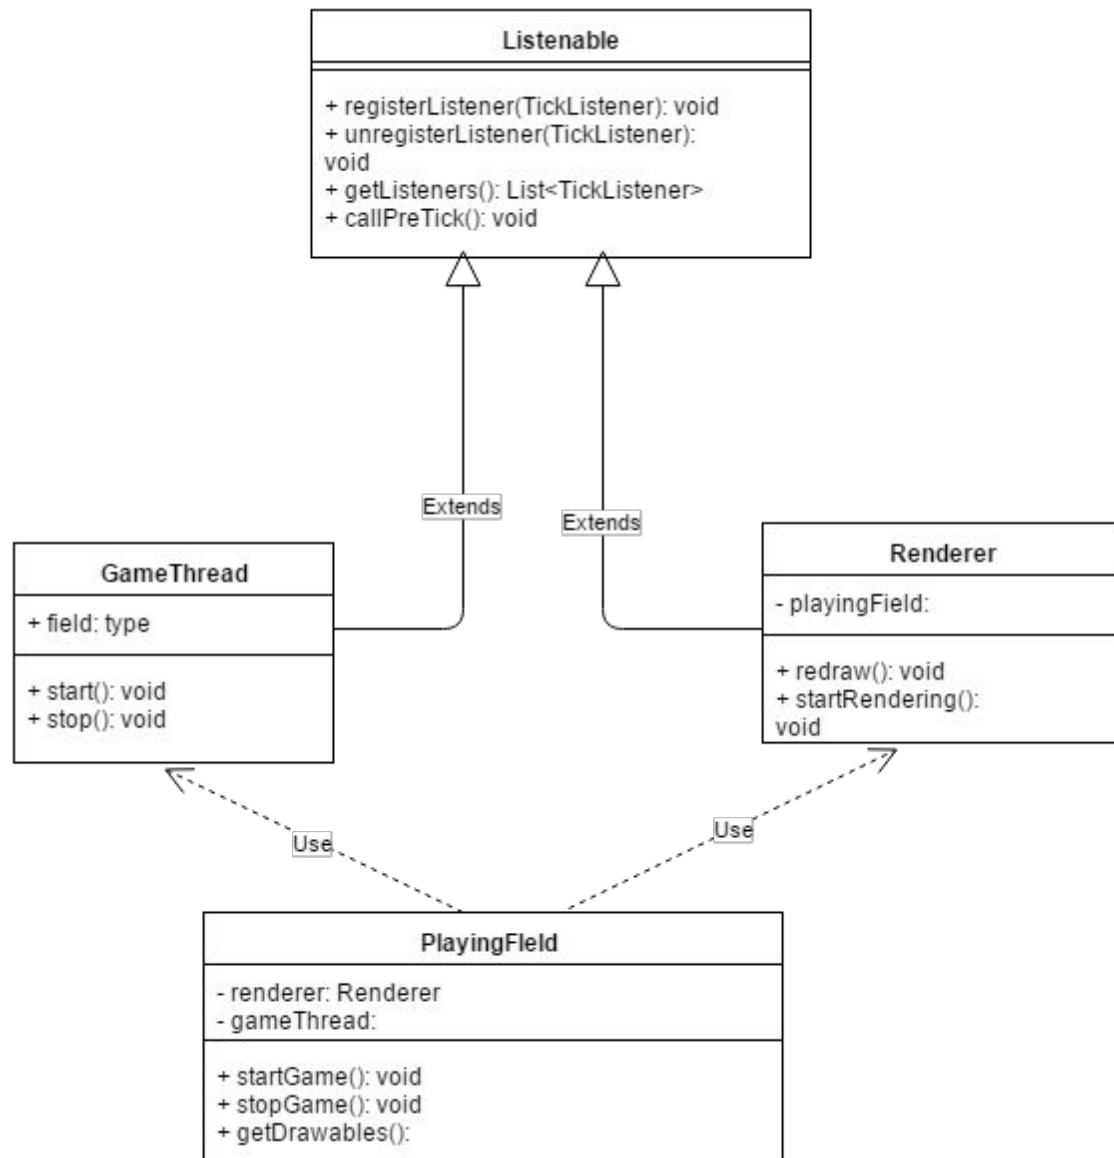 Listenable
+ registerListener(TickListener): void
+ unregisterListener(TickListener):
void
+ getListeners(): List<TickListener>
+ callPreTick(): void
Extends
Extends
GameThread
+ field: type
+ start(): void
+ stop(): void
Renderer
- playingField:
+ redraw(): void
+ startRendering():
void
Use
Use
PlayingFIeld
- renderer: Renderer
- gameThread:
+ startGame(): void
+ stopGame(): void
+ getDrawables():